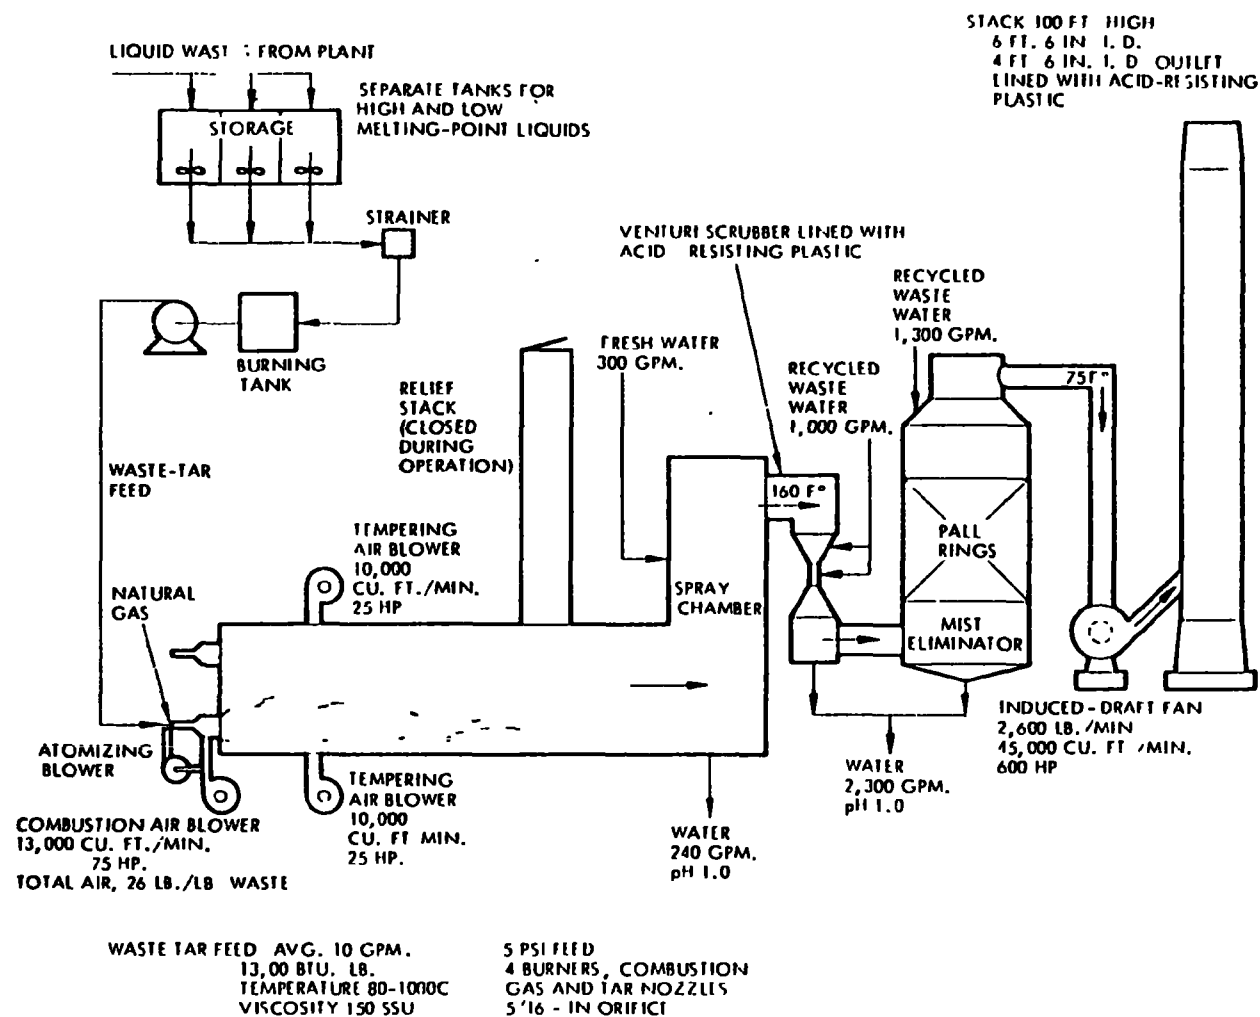 STACK 100 FT HIGH
6 FT. 6 IN I. D.
4 FT 6 IN. I. D OUTLET
LINED WITH ACID-RESISTING
PLASTIC
LIQUID WAST : FROM PLANT
SEPARATE TANKS FOR
HIGH AND LOW
MELTING-POINT LIQUIDS
STORAGE
STRAINER
BURNING
TANK
WASTE-TAR
FEED
VENTURI SCRUBBER LINED WITH
ACID RESISTING PLASTIC
RECYCLED
WASTE
WATER
1,300 GPM.
FRESH WATER
300 GPM.
RECYCLED
WASTE
WATER
1,000 GPM.
75F°
RELIEF
STACK
(CLOSED
DURING
OPERATION)
160 F°
TEMPERING
AIR BLOWER
10,000
CU. FT./MIN.
25 HP
PALL
RINGS
NATURAL
GAS
SPRAY
CHAMBER
MIST
ELIMINATOR
ATOMIZING
BLOWER
TEMPERING
AIR BLOWER
10,000
CU. FT MIN.
25 HP.
INDUCED-DRAFT FAN
2,600 LB./MIN
45,000 CU. FT /MIN.
600 HP
WATER
2,300 GPM.
pH 1.0
COMBUSTION AIR BLOWER
13,000 CU. FT./MIN.
75 HP.
TOTAL AIR, 26 LB./LB WASTE
WATER
240 GPM.
pH 1.0
WASTE TAR FEED AVG. 10 GPM.
13,00 BTU. LB.
TEMPERATURE 80-1000C
VISCOSITY 150 SSU
5 PSI FEED
4 BURNERS, COMBUSTION
GAS AND TAR NOZZLES
5'16 - IN ORIFICE